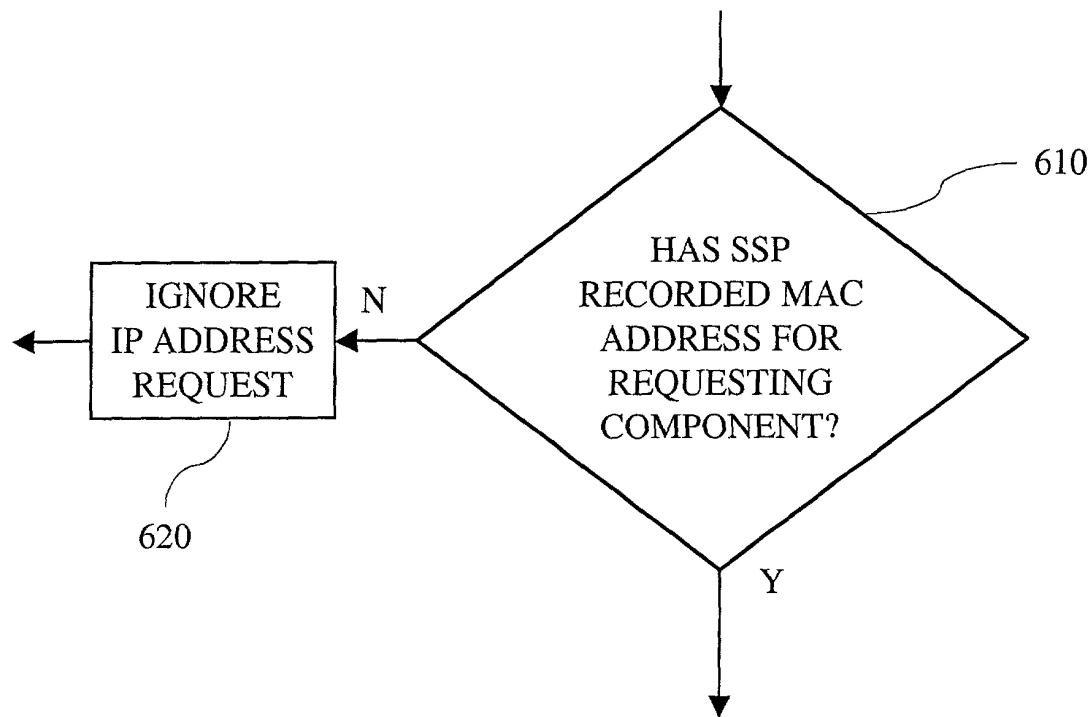 610
HAS SSP
RECORDED MAC
ADDRESS FOR
REQUESTING
COMPONENT?
N
IGNORE
IP ADDRESS
REQUEST
620
Y